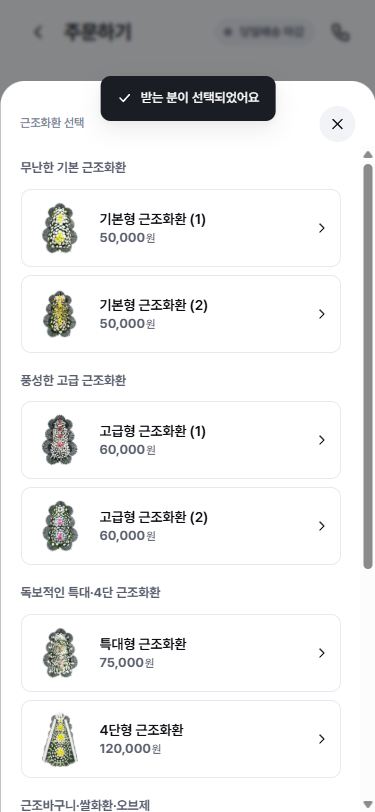 주문하기
받는 분이 선택되었어요
근조화환 선택
무난한 기본 근조화환
기본형 근조화환 (1)
50,000원
기본형 근조화환 (2)
50,000원
풍성한 고급 근조화환
고급형 근조화환 (1)
60,000원
고급형 근조화환 (2)
60,000원
독보적인 특대·4단 근조화환
특대형 근조화환
75,000원
4단형 근조화환
120,000원
근조바구니·쌀화환·오브제